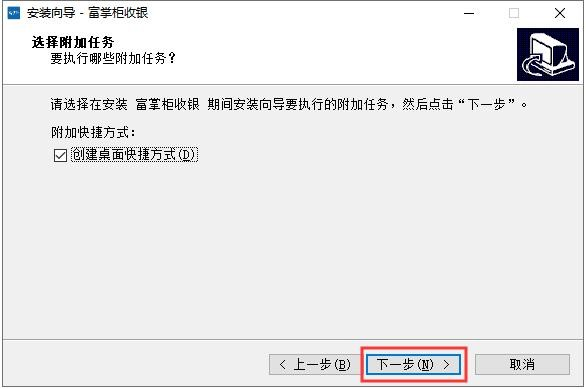 安装向导 - 富掌柜收银
选择附加任务
要执行哪些附加任务？
请选择在安装 富掌柜收银 期间安装向导要执行的附加任务，然后点击“下一步”。
附加快捷方式:
创建桌面快捷方式(D)
< 上一步(B) 下一步(N) > 取消